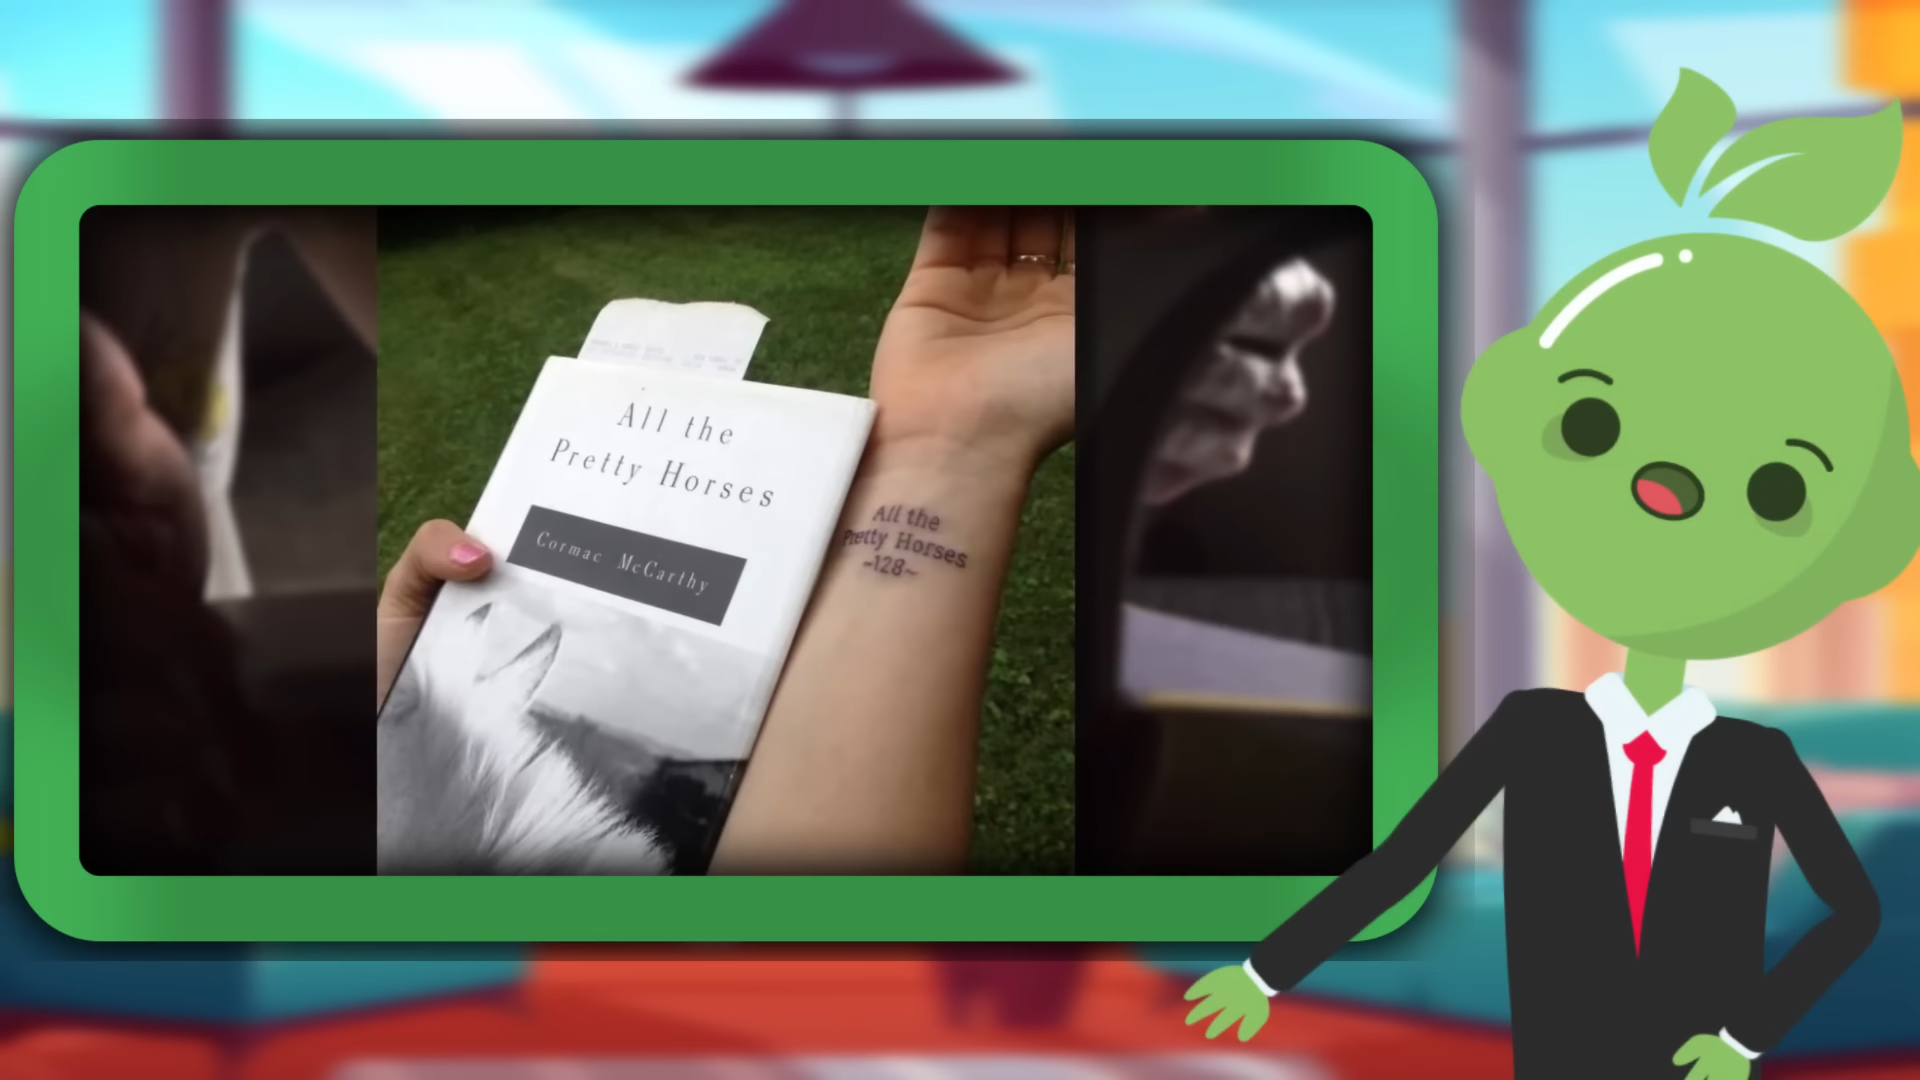 All the
Pretty Horses
Cormac McCarthy
All the
Pretty Horses
~128~